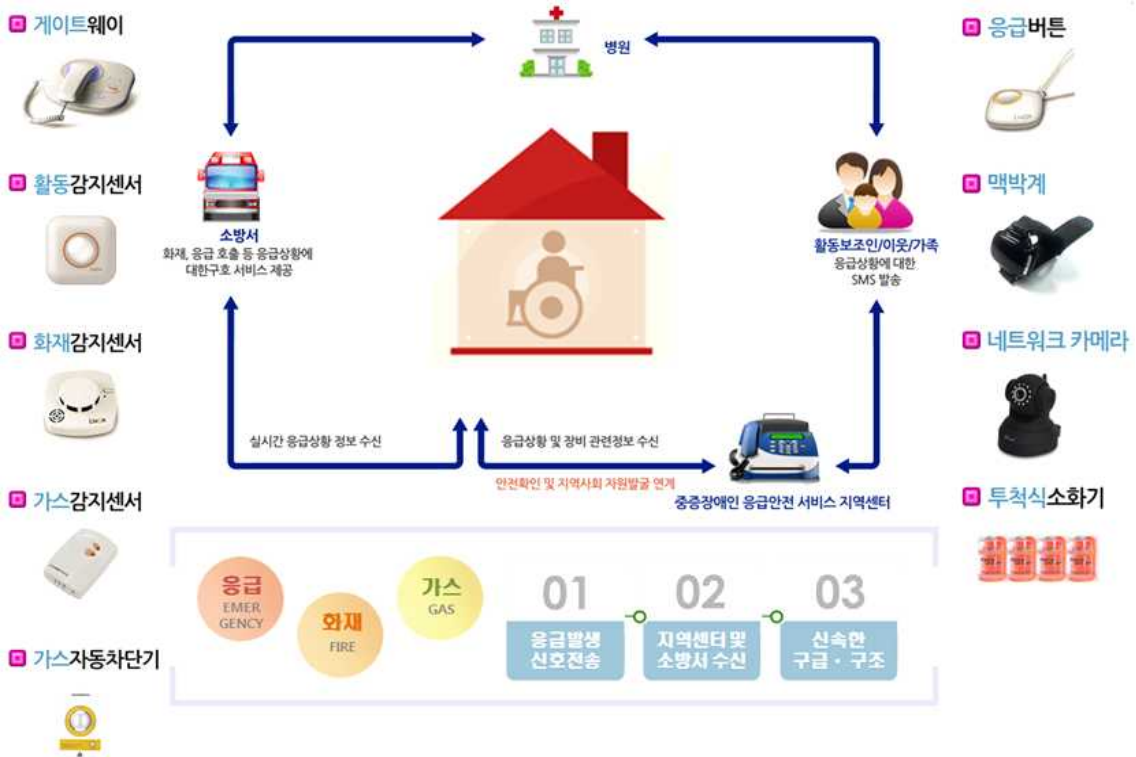 게이트웨이
활동감지센서
화재감지센서
가스감지센서
가스자동차단기
병원
소방서
화재, 응급 호출 등 응급상황에
대한구호 서비스 제공
활동보조인/이웃/가족
응급상황에 대한
SMS 발송
실시간 응급상황 정보 수신
응급상황 및 장비 관련정보 수신
안전확인 및 지역사회 자원발굴 연계
중증장애인 응급안전 서비스 지역센터
응급
EMER
GENCY
화재
FIRE
가스
GAS
01
응급발생
신호전송
02
지역센터 및
소방서 수신
03
신속한
구급・구조
응급버튼
맥박계
네트워크 카메라
투척식소화기